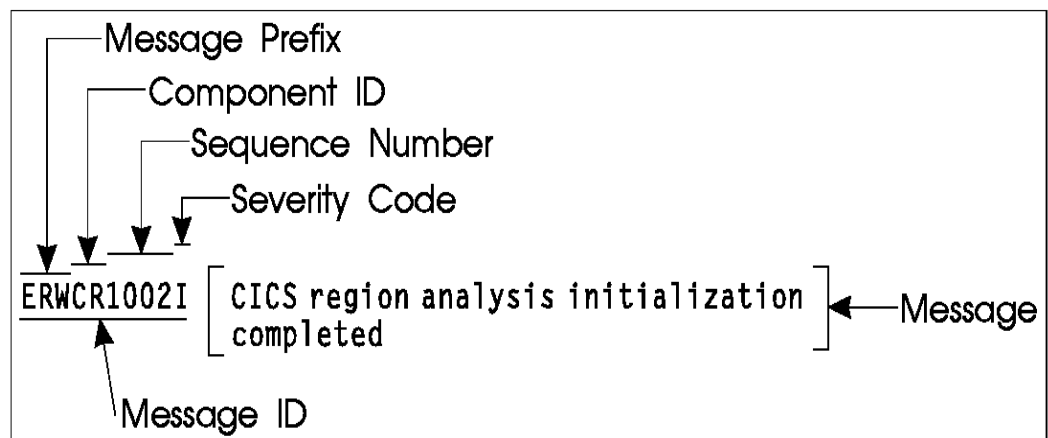 Message Prefix
Component ID
Sequence Number
Severity Code
ERWCR1002I
CICS region analysis initialization
completed
Message
Message ID